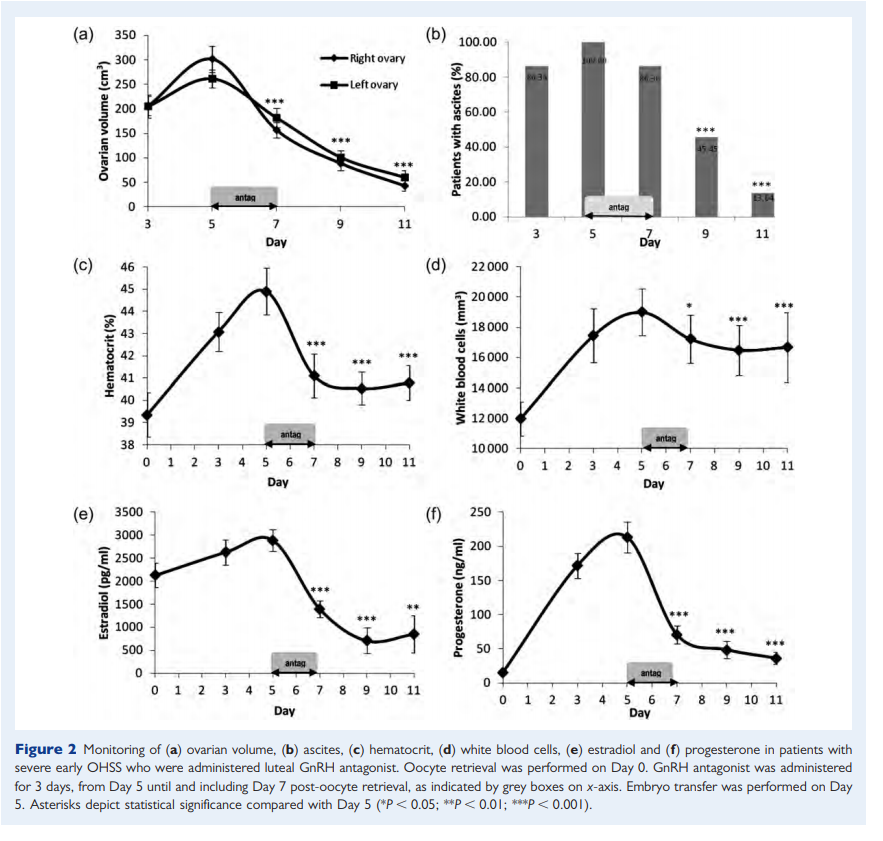 (a)
Ovarian volume (cm³)
350
300
250
200
150
100
50
0
Right ovary
Left ovary
***
***
***
antag
3 5 7 9 11
Day
(b)
Patients with ascites (%)
100.00
80.00
60.00
40.00
20.00
0.00
100.00
***
45.45
***
13.64
antag
3 5 7 9 11
Day
(c)
Hematocrit (%)
46
45
44
43
42
41
40
39
38
***
***
***
antag
0 1 2 3 4 5 6 7 8 9 10 11
Day
(d)
White blood cells (mm³)
22 000
20 000
18 000
16 000
14 000
12 000
10 000
*
***
***
antag
0 1 2 3 4 5 6 7 8 9 10 11
Day
(e)
Estradiol (pg/ml)
3500
3000
2500
2000
1500
1000
500
0
***
***
**
antag
0 1 2 3 4 5 6 7 8 9 10 11
Day
(f)
Progesterone (ng/ml)
250
200
150
100
50
0
***
***
***
antag
0 1 2 3 4 5 6 7 8 9 10 11
Day
Figure 2 Monitoring of (a) ovarian volume, (b) ascites, (c) hematocrit, (d) white blood cells, (e) estradiol and (f) progesterone in patients with
severe early OHSS who were administered luteal GnRH antagonist. Oocyte retrieval was performed on Day 0. GnRH antagonist was administered
for 3 days, from Day 5 until and including Day 7 post-oocyte retrieval, as indicated by grey boxes on x-axis. Embryo transfer was performed on Day
5. Asterisks depict statistical significance compared with Day 5 (*P < 0.05; **P < 0.01; ***P < 0.001).